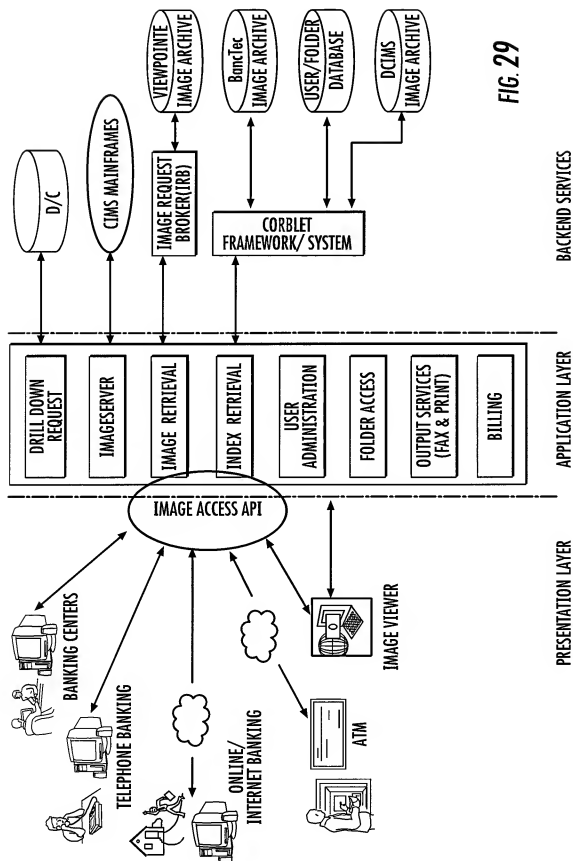 BANKING CENTERS
TELEPHONE BANKING
ONLINE/
INTERNET BANKING
ATM
IMAGE VIEWER
PRESENTATION LAYER
IMAGE ACCESS API
DRILL DOWN
REQUEST
IMAGESERVER
IMAGE RETRIEVAL
INDEX RETRIEVAL
USER
ADMINISTRATION
FOLDER ACCESS
OUTPUT SERVICES
(FAX & PRINT)
BILLING
APPLICATION LAYER
D/C
CIMS MAINFRAMES
IMAGE REQUEST
BROKER(IRB)
CORBLET
FRAMEWORK/ SYSTEM
VIEWPOINTE
IMAGE ARCHIVE
BancTec
IMAGE ARCHIVE
USER/FOLDER
DATABASE
DCIMS
IMAGE ARCHIVE
BACKEND SERVICES
FIG. 29